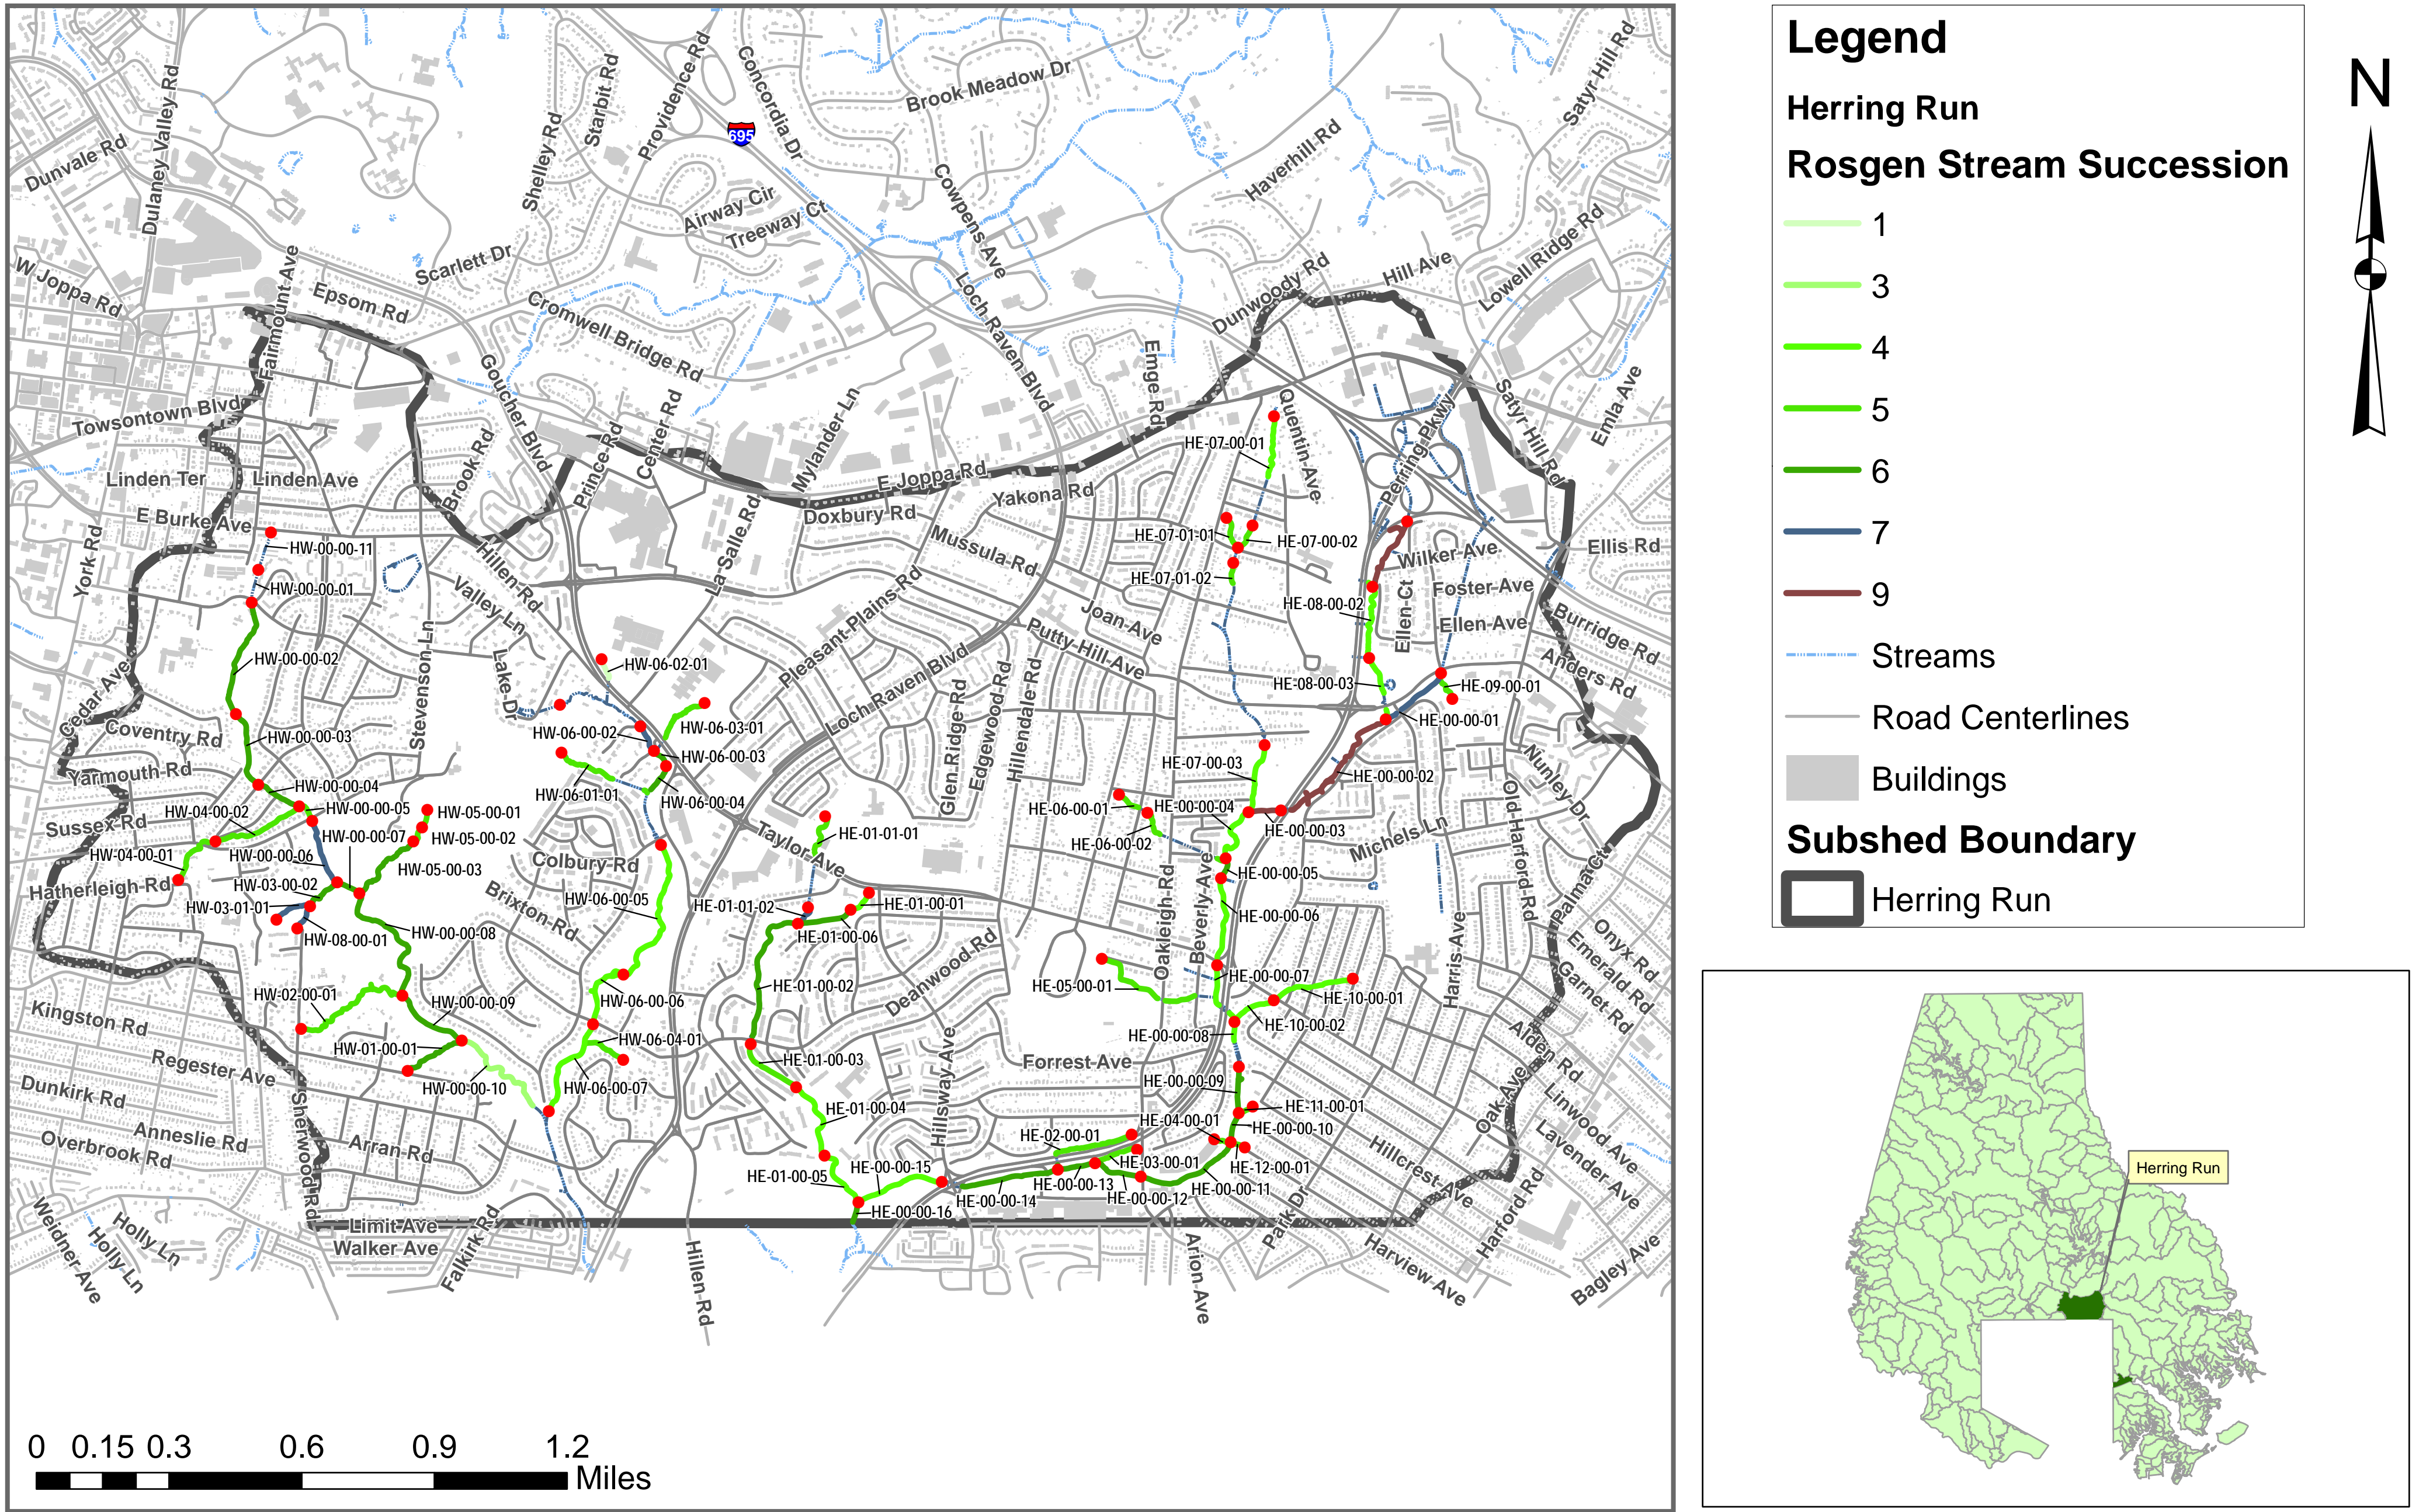 Legend
Herring Run
Rosgen Stream Succession
1
3
4
5
6
7
9
Streams
Road Centerlines
Buildings
Subshed Boundary
Herring Run
N
Herring Run
0 0.15 0.3 0.6 0.9 1.2
Miles
695
Dunvale Rd
Dulaney Valley Rd
Shelley Rd
Starbit Rd
Providence Rd
Concordia Dr
Brook Meadow Dr
Satyr Hill Rd
Haverhill Rd
Cowpens Ave
Airway Cir
Treeway Ct
W Joppa Rd
Fairmount Ave
Epsom Rd
Scarlett Dr
Cromwell Bridge Rd
Loch Raven Blvd
Dunwoody Rd
Hill Ave
Lowell Ridge Rd
Goucher Blvd
Emge Rd
Towsontown Blvd
Center Rd
Prince Rd
Mylander Ln
Quentin Ave
Perring Pkwy
Satyr Hill Rd
Emla Ave
Linden Ter
Linden Ave
Brook Rd
E Joppa Rd
Yakona Rd
Doxbury Rd
HE-07-00-01
E Burke Ave
York Rd
HW-00-00-11
HW-00-00-01
Hillen Rd
Valley Ln
La Salle Rd
Mussula Rd
HE-07-01-01
HE-07-00-02
HE-07-01-02
Wilker Ave
Ellis Rd
Foster Ave
Ellen Ct
Ellen Ave
Burridge Rd
Anders Rd
HE-08-00-02
HE-08-00-03
HE-09-00-01
HE-00-00-01
Joan Ave
Putty Hill Ave
Pleasant Plains Rd
Loch Raven Blvd
Glen Ridge Rd
Edgewood Rd
Hillendale Rd
Lake Dr
Stevenson Ln
Cedar Ave
Coventry Rd
Yarmouth Rd
HW-00-00-02
HW-00-00-03
HW-00-00-04
HW-00-00-05
HW-04-00-02
HW-00-00-07
HW-05-00-01
HW-05-00-02
HW-05-00-03
Sussex Rd
HW-04-00-01
HW-00-00-06
HW-03-00-02
Hatherleigh Rd
HW-03-01-01
HW-08-00-01
HW-00-00-08
HW-06-02-01
HW-06-00-02
HW-06-03-01
HW-06-00-03
HW-06-01-01
HW-06-00-04
Colbury Rd
Brixton Rd
HW-06-00-05
Taylor Ave
HE-01-01-01
HE-01-01-02
HE-01-00-01
HE-01-00-06
HE-07-00-03
HE-06-00-01
HE-00-00-04
HE-06-00-02
HE-00-00-02
HE-00-00-03
Michels Ln
Nunley Dr
Old Harford Rd
HE-00-00-05
HE-00-00-06
Oakleigh Rd
Beverly Ave
Harris Ave
Palma Ct
Onyx Rd
Emerald Rd
Garnet Rd
Alden Rd
Linwood Ave
Lavender Ave
Oak Ave
HE-05-00-01
HE-00-00-07
HE-10-00-01
HE-10-00-02
HE-00-00-08
HE-00-00-09
HE-11-00-01
HE-04-00-01
HE-00-00-10
HE-12-00-01
HE-02-00-01
HE-03-00-01
HE-00-00-11
HE-00-00-12
HE-00-00-13
HE-00-00-14
HE-00-00-15
HE-00-00-16
HE-01-00-02
HE-01-00-03
HE-01-00-04
HE-01-00-05
Deanwood Rd
Hillsway Ave
Forrest Ave
Kingston Rd
HW-02-00-01
HW-00-00-09
HW-01-00-01
HW-00-00-10
HW-06-00-06
HW-06-04-01
HW-06-00-07
Regester Ave
Dunkirk Rd
Anneslie Rd
Overbrook Rd
Sherwood Rd
Arran Rd
Weidner Ave
Holly Ln
Holly Ln
Limit Ave
Walker Ave
Falkirk Rd
Hillen Rd
Arion Ave
Park Dr
Hillcrest Ave
Harview Ave
Harford Rd
Bagley Ave